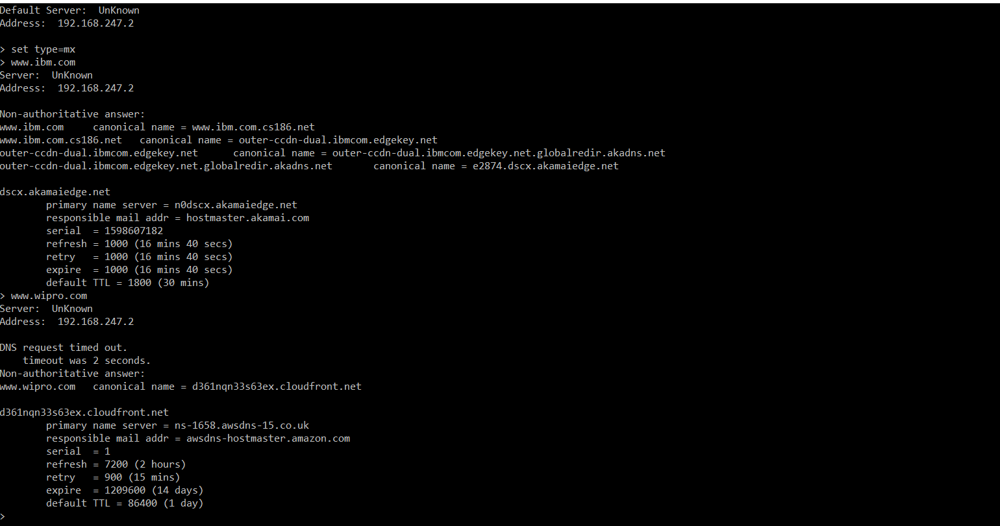 Default Server:  UnKnown
Address:  192.168.247.2
> set type=mx
> www.ibm.com
Server:  UnKnown
Address:  192.168.247.2
Non-authoritative answer:
www.ibm.com     canonical name = www.ibm.com.cs186.net
www.ibm.com.cs186.net   canonical name = outer-ccdn-dual.ibmcom.edgekey.net
outer-ccdn-dual.ibmcom.edgekey.net      canonical name = outer-ccdn-dual.ibmcom.edgekey.net.globalredir.akadns.net
outer-ccdn-dual.ibmcom.edgekey.net.globalredir.akadns.net       canonical name = e2874.dscx.akamaiedge.net
dscx.akamaiedge.net
        primary name server = n0dscx.akamaiedge.net
        responsible mail addr = hostmaster.akamai.com
        serial  = 1598607182
        refresh = 1000 (16 mins 40 secs)
        retry   = 1000 (16 mins 40 secs)
        expire  = 1000 (16 mins 40 secs)
        default TTL = 1800 (30 mins)
> www.wipro.com
Server:  UnKnown
Address:  192.168.247.2
DNS request timed out.
    timeout was 2 seconds.
Non-authoritative answer:
www.wipro.com   canonical name = d361nqn33s63ex.cloudfront.net
d361nqn33s63ex.cloudfront.net
        primary name server = ns-1658.awsdns-15.co.uk
        responsible mail addr = awsdns-hostmaster.amazon.com
        serial  = 1
        refresh = 7200 (2 hours)
        retry   = 900 (15 mins)
        expire  = 1209600 (14 days)
        default TTL = 86400 (1 day)
>